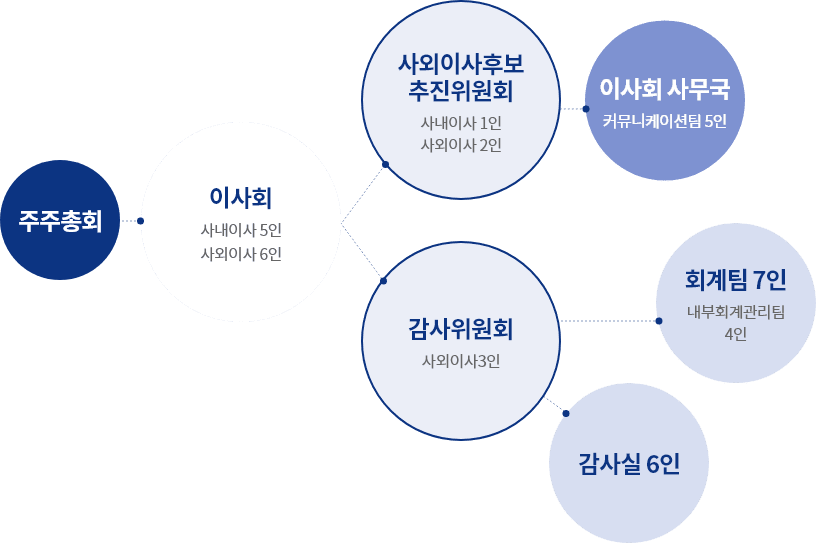 주주총회
이사회
사내이사 5인
사외이사 6인
사외이사후보
추진위원회
사내이사 1인
사외이사 2인
이사회 사무국
커뮤니케이션팀 5인
감사위원회
사외이사3인
회계팀 7인
내부회계관리팀
4인
감사실 6인